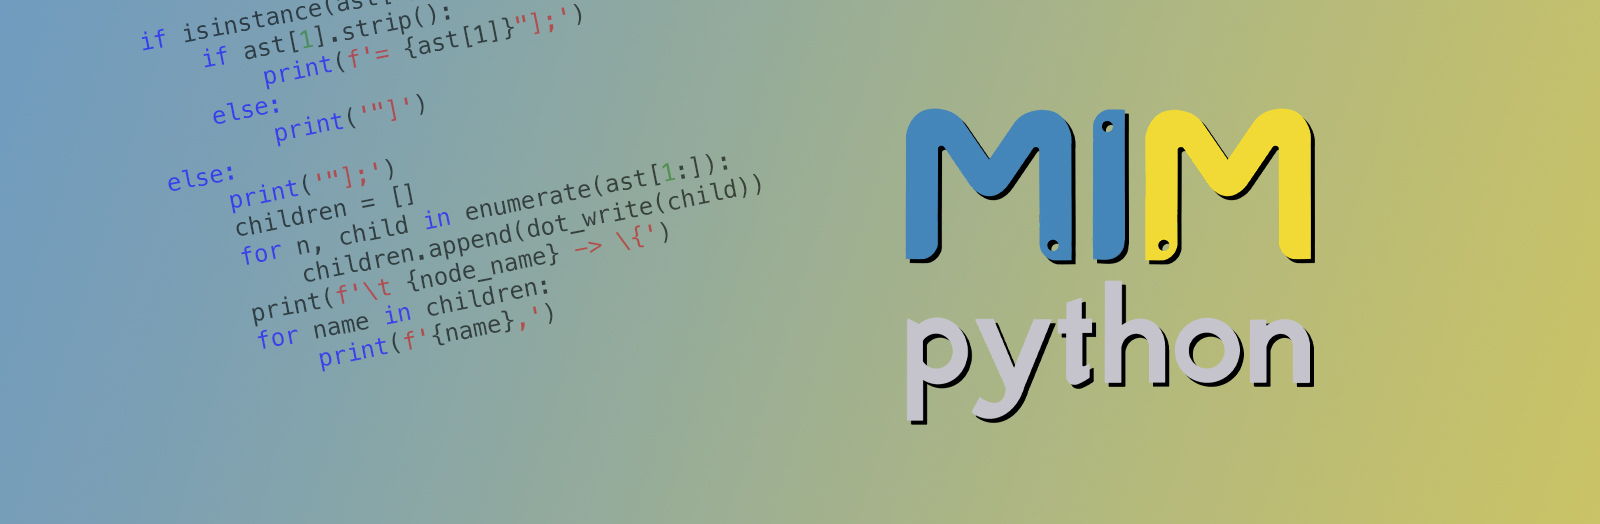 if isinstance(ast[
if ast[1].strip():
print(f'= {ast[1]}"];')
else:
print('"]')
else:
print('"];')
children = []
for n, child in enumerate(ast[1:]):
children.append(dot_write(child))
print(f'\t {node_name} -> \{')
for name in children:
print(f'{name},')
MIM
python